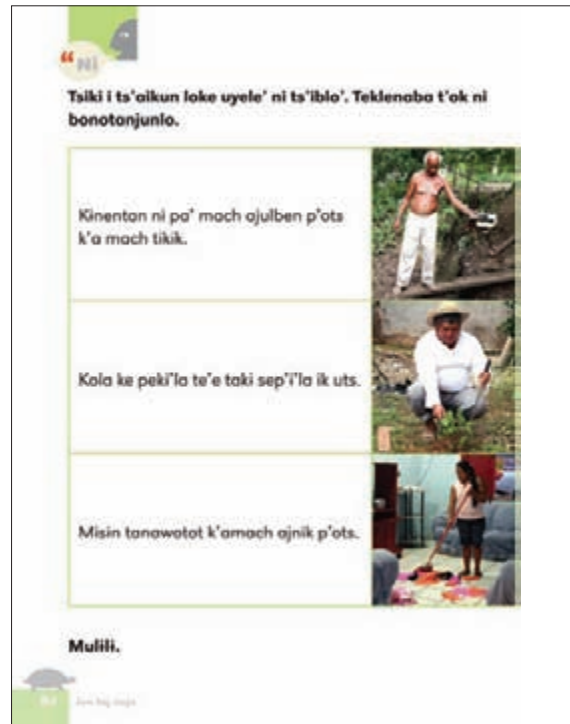 “Ni
Tsiki i ts'aikun loke uyele' ni ts'iblo'. Teklenaba t'ok ni
bonotanjunlo.
Kinentan ni pa' mach ajulben p'ots
k'a mach tikik.
Kola ke peki'la te'e taki sep'i'la ik uts.
Misin tanawotot k'amach ajnik p'ots.
Mulili.